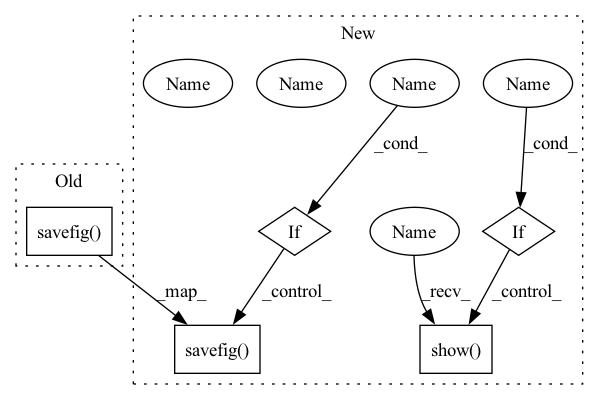 New
Name
Name
Name
Name
_cond_
_cond_
Old
savefig()
If
Name
If
_map_
_control_
_recv_
_control_
savefig()
show()